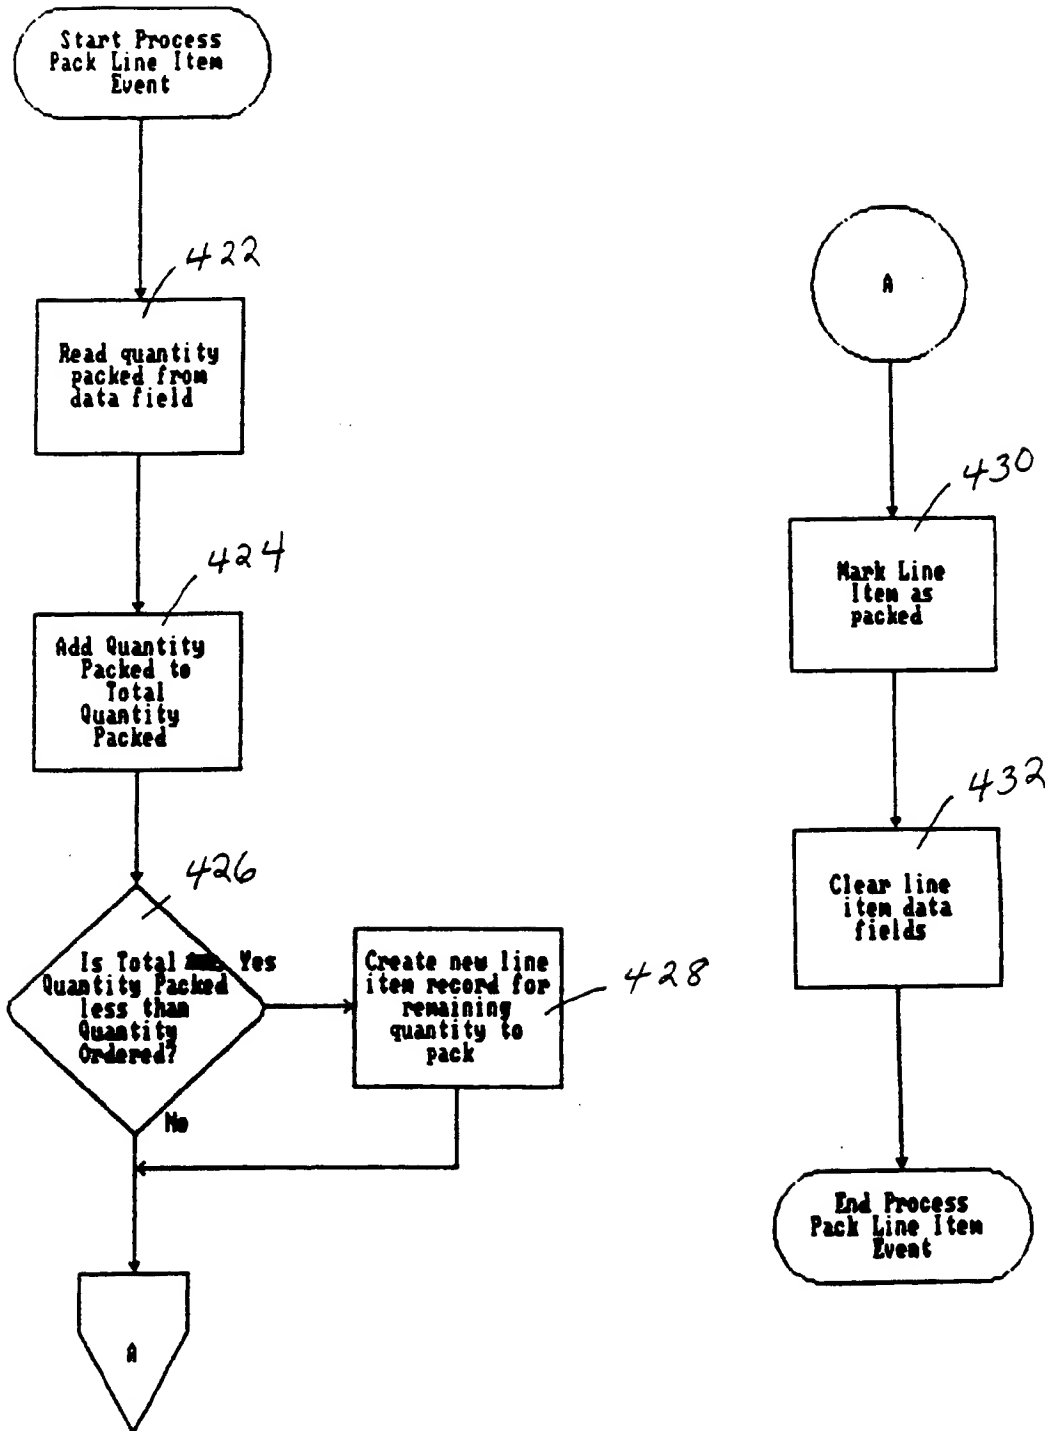 Start Process
Pack Line Item
Event
422
Read quantity
packed from
data field
424
Add Quantity
Packed to
Total
Quantity
Packed
426
Is Total
Quantity Packed
less than
Quantity
Ordered?
Yes
No
Create new line
item record for
remaining
quantity to
pack
428
A
A
430
Mark Line
Item as
packed
432
Clear line
item data
fields
End Process
Pack Line Item
Event